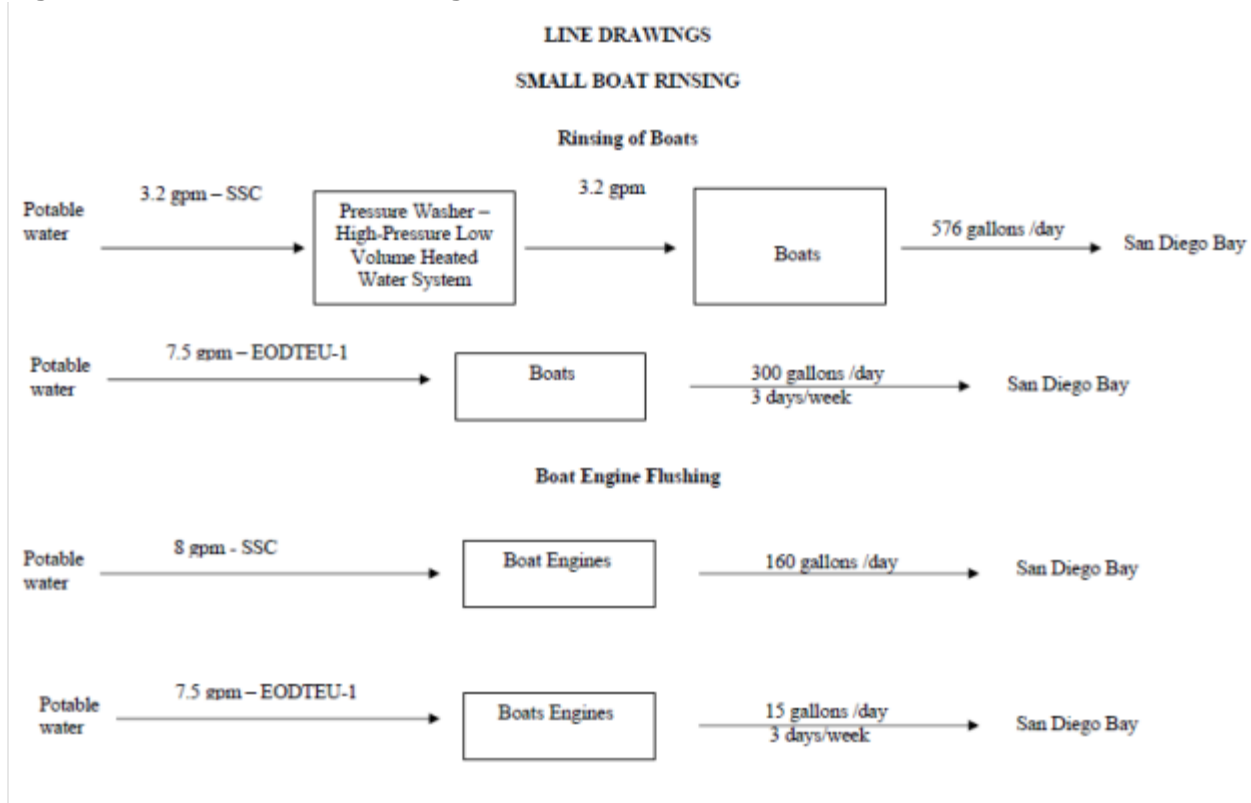 LINE DRAWINGS
SMALL BOAT RINSING
Rinsing of Boats
Potable
water
3.2 gpm – SSC
Pressure Washer –
High-Pressure Low
Volume Heated
Water System
3.2 gpm
Boats
576 gallons /day
San Diego Bay
Potable
water
7.5 gpm – EODTEU-1
Boats
300 gallons /day
3 days/week
San Diego Bay
Boat Engine Flushing
Potable
water
8 gpm - SSC
Boat Engines
160 gallons /day
San Diego Bay
Potable
water
7.5 gpm – EODTEU-1
Boats Engines
15 gallons /day
3 days/week
San Diego Bay